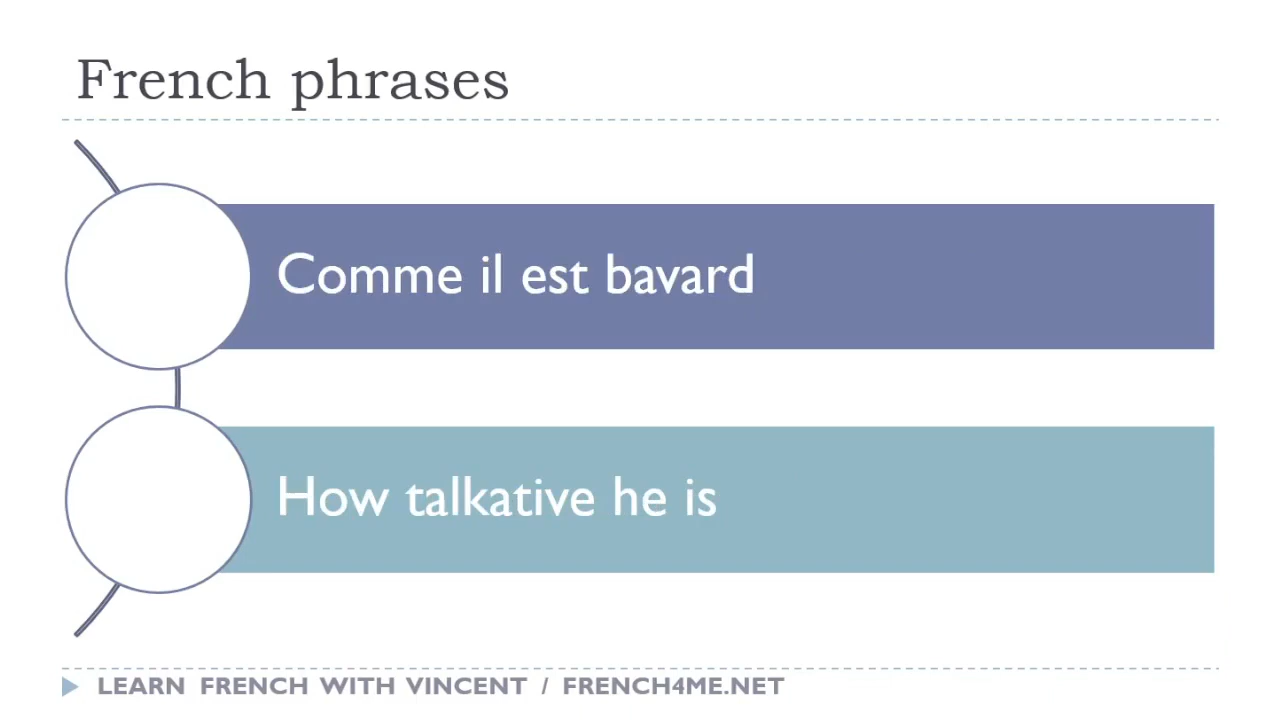 French phrases
Comme il est bavard
How talkative he is
LEARN FRENCH WITH VINCENT / FRENCH4ME.NET